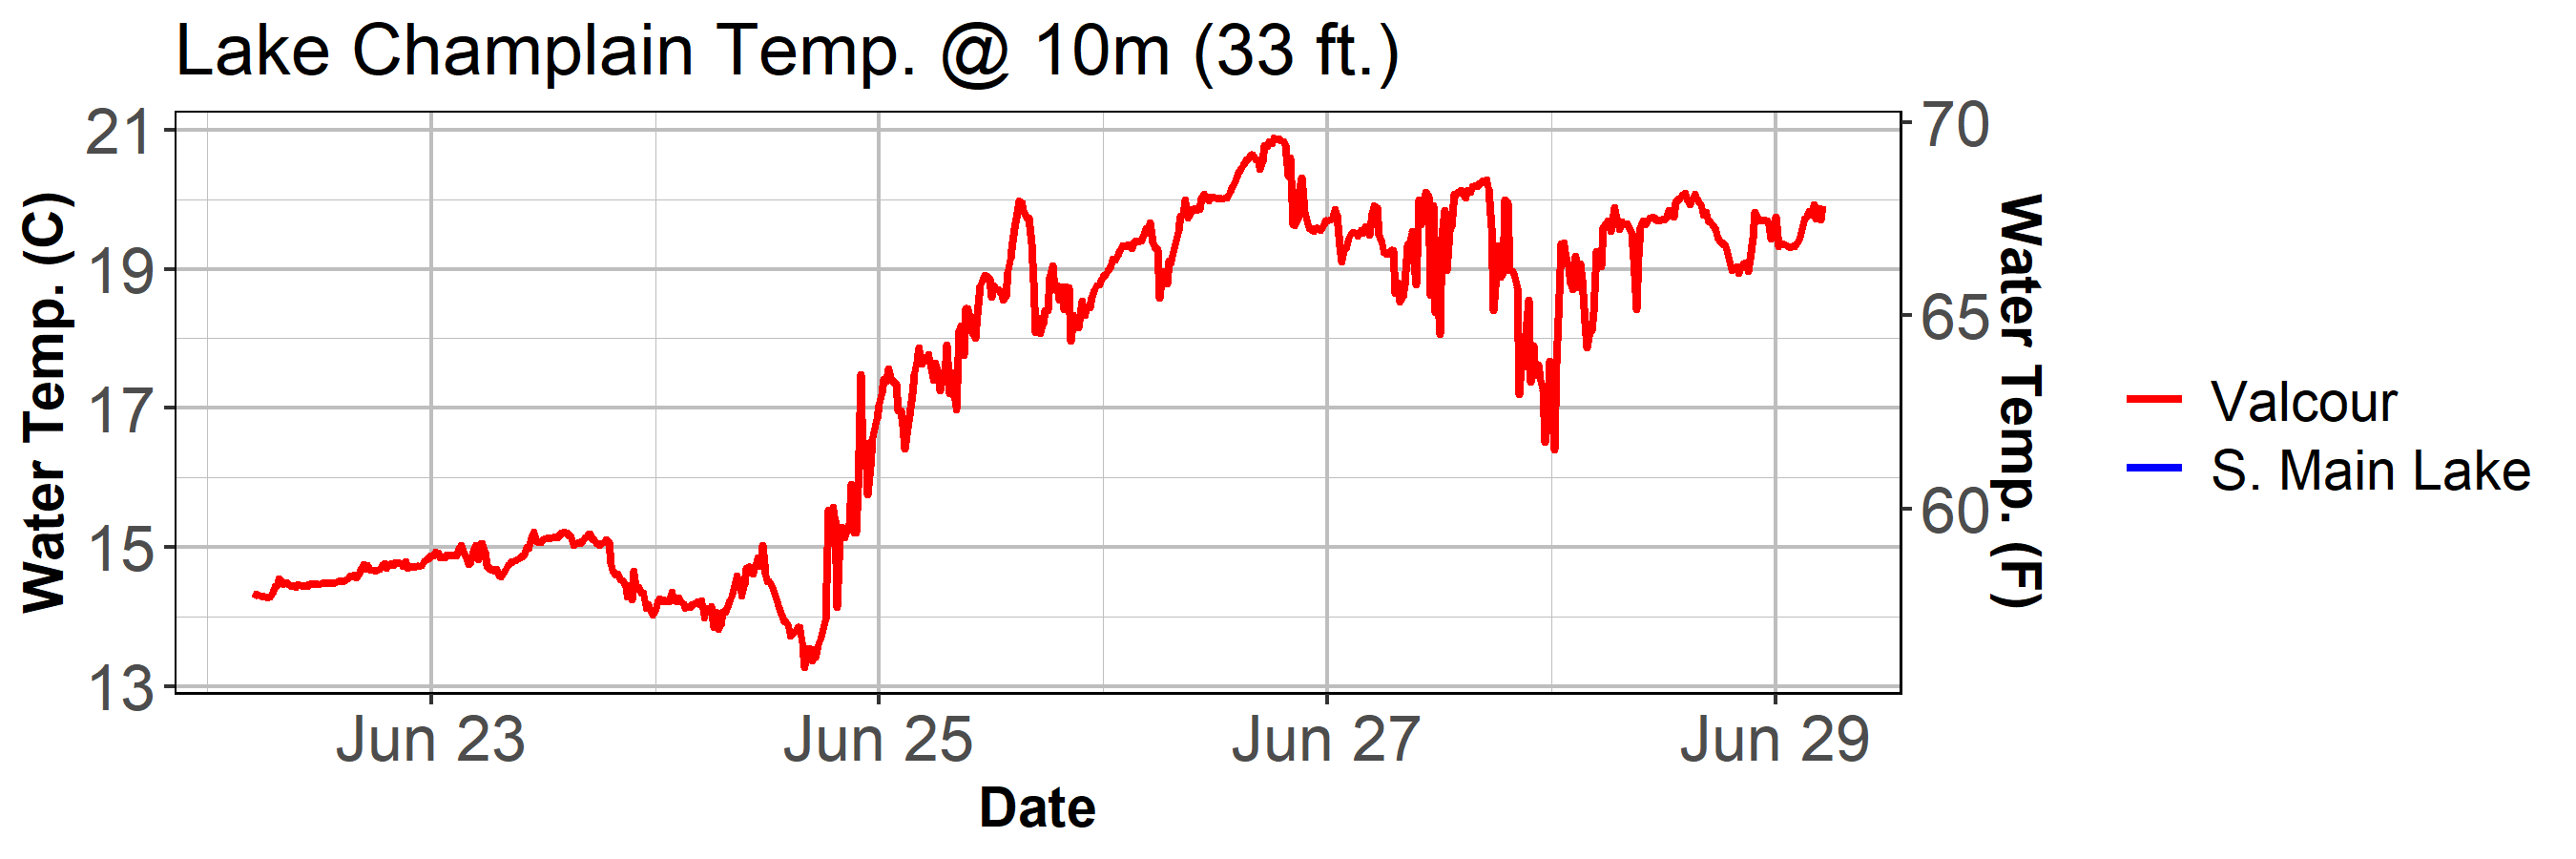 Lake Champlain Temp. @ 10m (33 ft.)
Water Temp. (C)
21
19
17
15
13
70
65
60
Water Temp. (F)
Jun 23
Jun 25
Jun 27
Jun 29
Date
Valcour
S. Main Lake